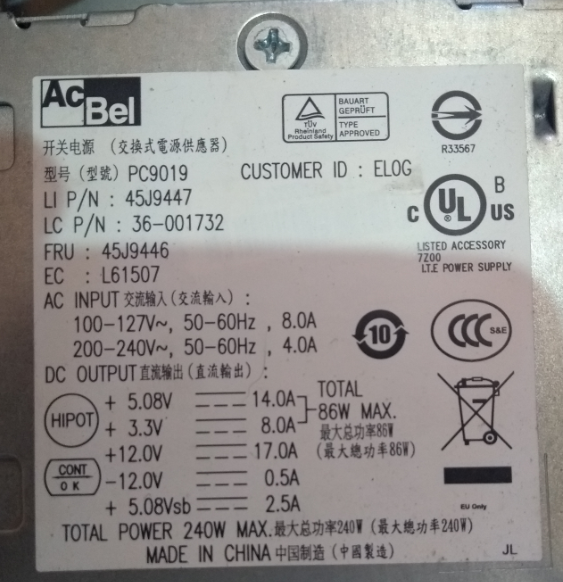 AcBel
TÜV
Rheinland
Product Safety
BAUART
GEPRÜFT
TYPE
APPROVED
R33567
开关电源 (交换式電源供應器)
型号 (型號) PC9019
CUSTOMER ID : ELOG
LI P/N : 45J9447
LC P/N : 36-001732
FRU : 45J9446
EC : L61507
c UL ® US
B
LISTED ACCESSORY
7Z00
I.T.E POWER SUPPLY
AC INPUT 交流输入 (交流輸入) :
100-127V~, 50-60Hz , 8.0A
200-240V~, 50-60Hz , 4.0A
10
CCC S&E
DC OUTPUT 直流输出 (直流輸出) :
HIPOT
CONT
OK
+ 5.08V 14.0A
+ 3.3V 8.0A
+12.0V 17.0A
-12.0V 0.5A
+ 5.08Vsb 2.5A
TOTAL
86W MAX.
最大总功率86W
(最大總功率86W)
EU Only
TOTAL POWER 240W MAX.最大总功率240W (最大總功率240W)
MADE IN CHINA 中国制造 (中國製造)
JL